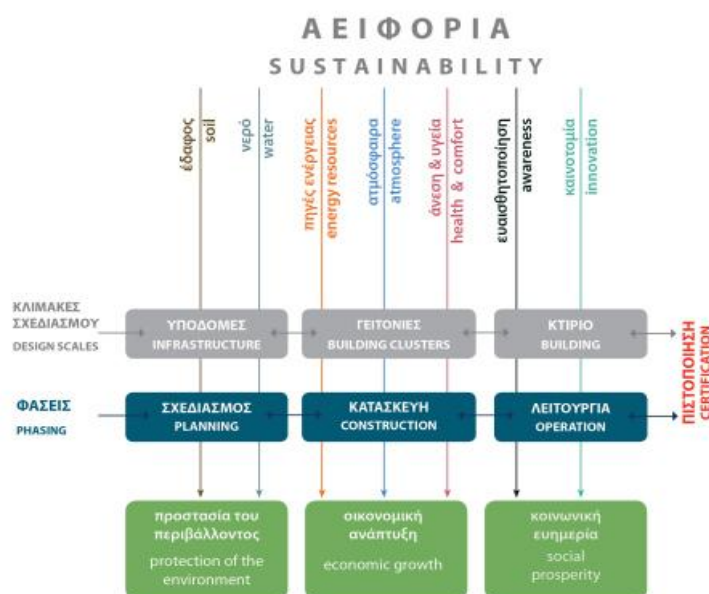 ΑΕΙΦΟΡΙΑ
SUSTAINABILITY
έδαφος
soil
νερό
water
πηγές ενέργειας
energy resources
ατμόσφαιρα
atmosphere
άνεση & υγεία
health & comfort
ευαισθητοποίηση
awareness
καινοτομία
innovation
ΚΛΙΜΑΚΕΣ
ΣΧΕΔΙΑΣΜΟΥ
DESIGN SCALES
ΥΠΟΔΟΜΕΣ
INFRASTRUCTURE
ΓΕΙΤΟΝΙΕΣ
BUILDING CLUSTERS
ΚΤΙΡΙΟ
BUILDING
ΠΙΣΤΟΠΟΙΗΣΗ
CERTIFICATION
ΦΑΣΕΙΣ
PHASING
ΣΧΕΔΙΑΣΜΟΣ
PLANNING
ΚΑΤΑΣΚΕΥΗ
CONSTRUCTION
ΛΕΙΤΟΥΡΓΙΑ
OPERATION
προστασία του
περιβάλλοντος
protection of the
environment
οικονομική
ανάπτυξη
economic growth
κοινωνική
ευημερία
social
prosperity